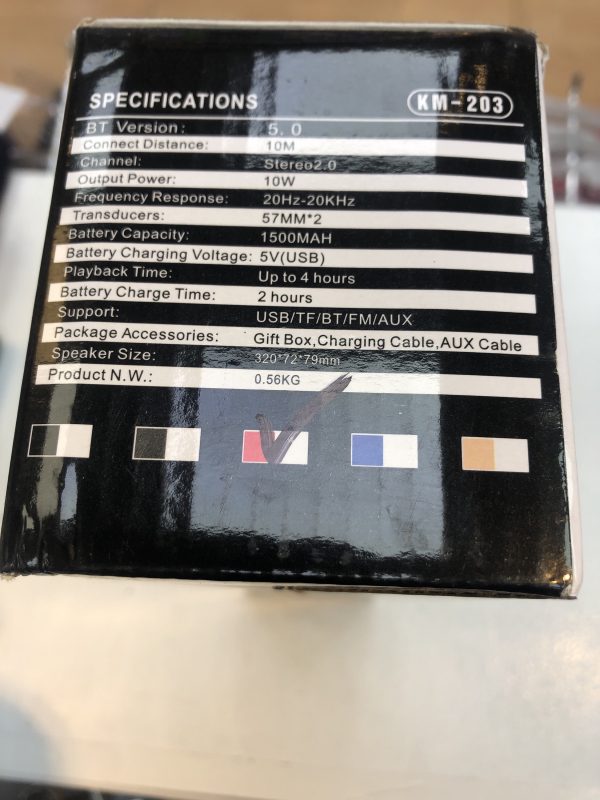 SPECIFICATIONS KM-203
BT Version: 5.0
Connect Distance: 10M
Channel: Stereo2.0
Output Power: 10W
Frequency Response: 20Hz-20KHz
Transducers: 57MM*2
Battery Capacity: 1500MAH
Battery Charging Voltage: 5V(USB)
Playback Time: Up to 4 hours
Battery Charge Time: 2 hours
Support: USB/TF/BT/FM/AUX
Package Accessories: Gift Box,Charging Cable,AUX Cable
Speaker Size: 320*72*79mm
Product N.W.: 0.56KG